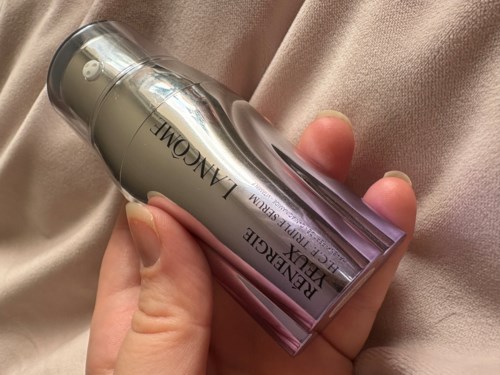 LANCÔME
RÉNERGIE
YEUX
H.C.F. TRIPLE SERUM